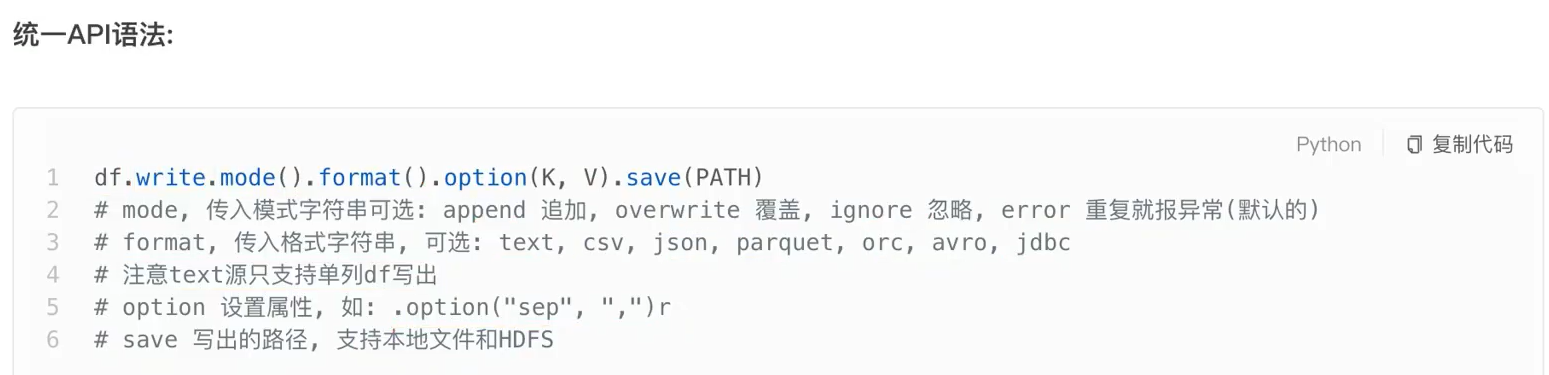 统一API语法:
Python 复制代码
1 df.write.mode().format().option(K, V).save(PATH)
2 # mode, 传入模式字符串可选: append 追加, overwrite 覆盖, ignore 忽略, error 重复就报异常(默认的)
3 # format, 传入格式字符串, 可选: text, csv, json, parquet, orc, avro, jdbc
4 # 注意text源只支持单列df写出
5 # option 设置属性, 如: .option("sep", ",")r
6 # save 写出的路径, 支持本地文件和HDFS